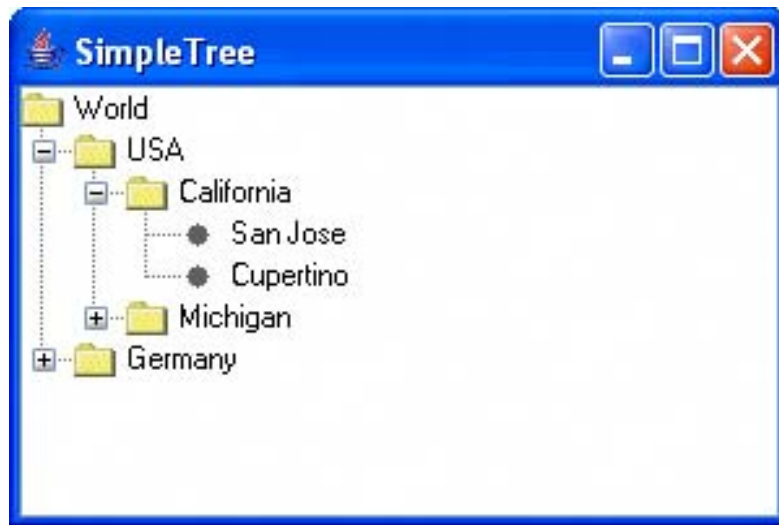 SimpleTree
World
USA
California
San Jose
Cupertino
Michigan
Germany